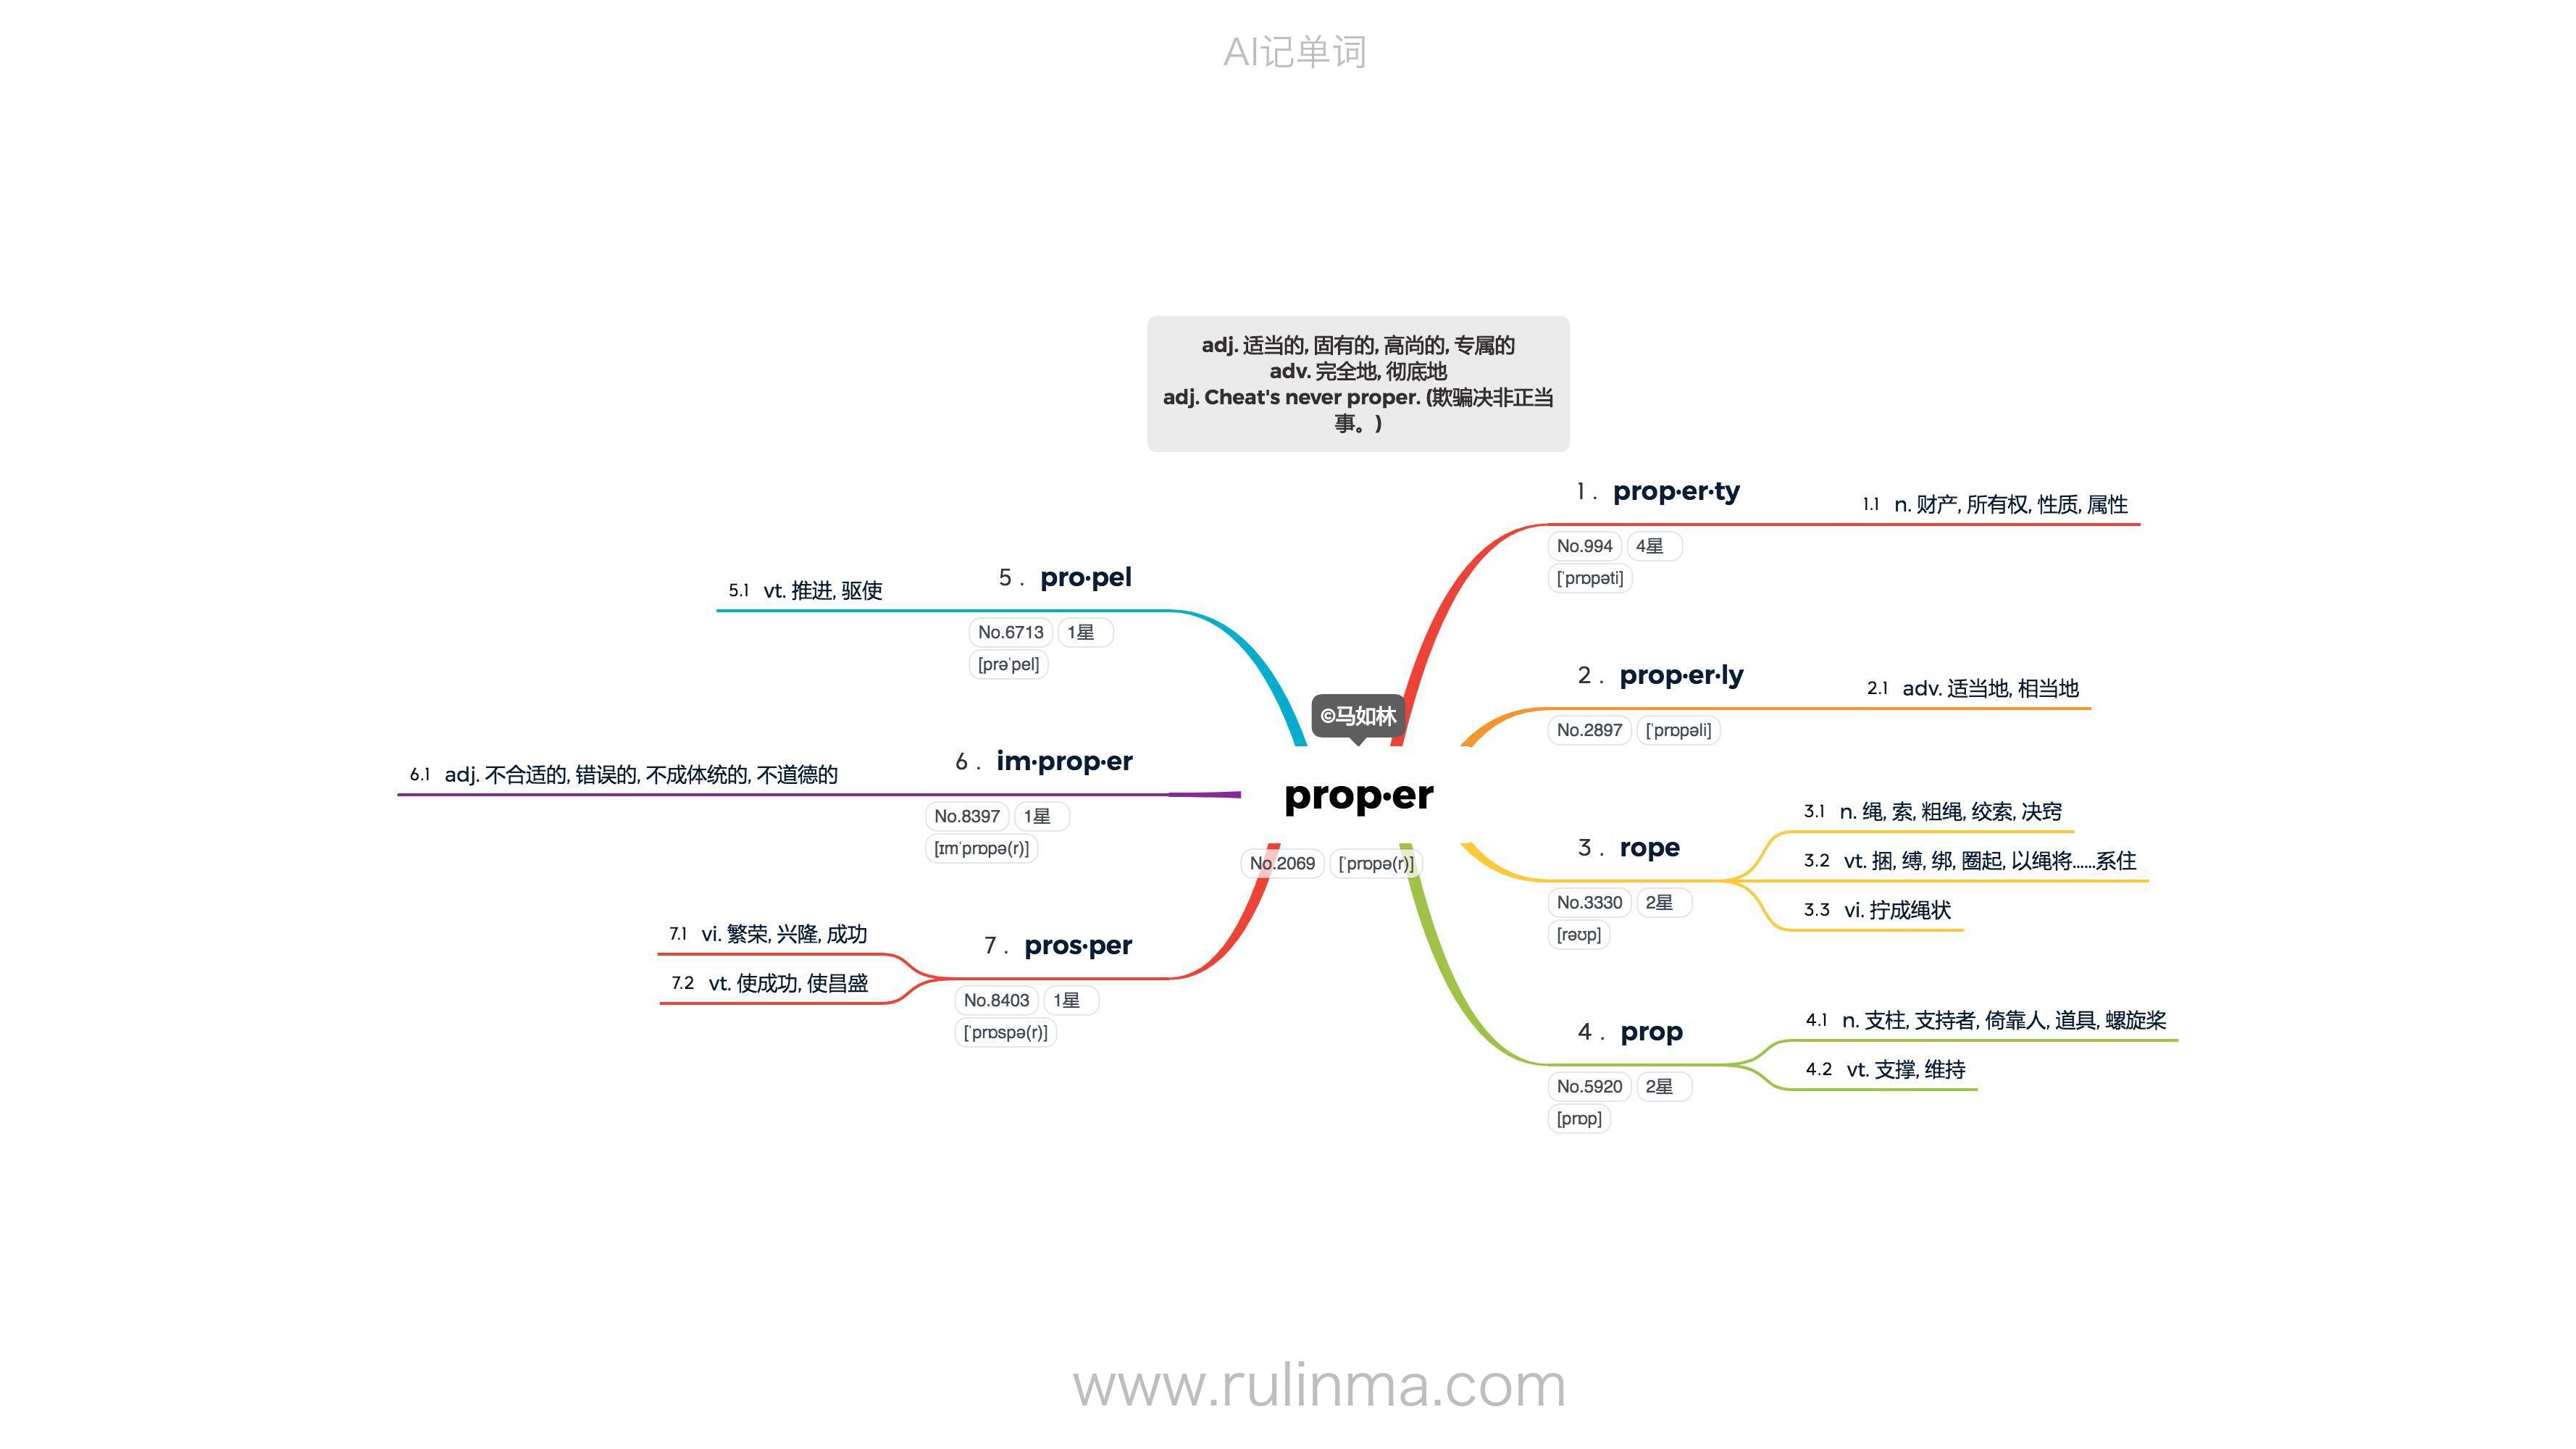 AI记单词
adj. 适当的, 固有的, 高尚的, 专属的
adv. 完全地, 彻底地
adj. Cheat's never proper. (欺骗决非正当
事。)
©马如林
prop·er
No.2069 [ˈprɒpə(r)]
1 . prop·er·ty
No.994 4星
[ˈprɒpəti]
1.1 n. 财产, 所有权, 性质, 属性
2 . prop·er·ly
No.2897 [ˈprɒpəli]
2.1 adv. 适当地, 相当地
3 . rope
No.3330 2星
[rəʊp]
3.1 n. 绳, 索, 粗绳, 绞索, 决窍
3.2 vt. 捆, 缚, 绑, 圈起, 以绳将……系住
3.3 vi. 拧成绳状
4 . prop
No.5920 2星
[prɒp]
4.1 n. 支柱, 支持者, 倚靠人, 道具, 螺旋桨
4.2 vt. 支撑, 维持
5 . pro·pel
No.6713 1星
[prəˈpel]
5.1 vt. 推进, 驱使
6 . im·prop·er
No.8397 1星
[ɪmˈprɒpə(r)]
6.1 adj. 不合适的, 错误的, 不成体统的, 不道德的
7 . pros·per
No.8403 1星
[ˈprɒspə(r)]
7.1 vi. 繁荣, 兴隆, 成功
7.2 vt. 使成功, 使昌盛
www.rulinma.com